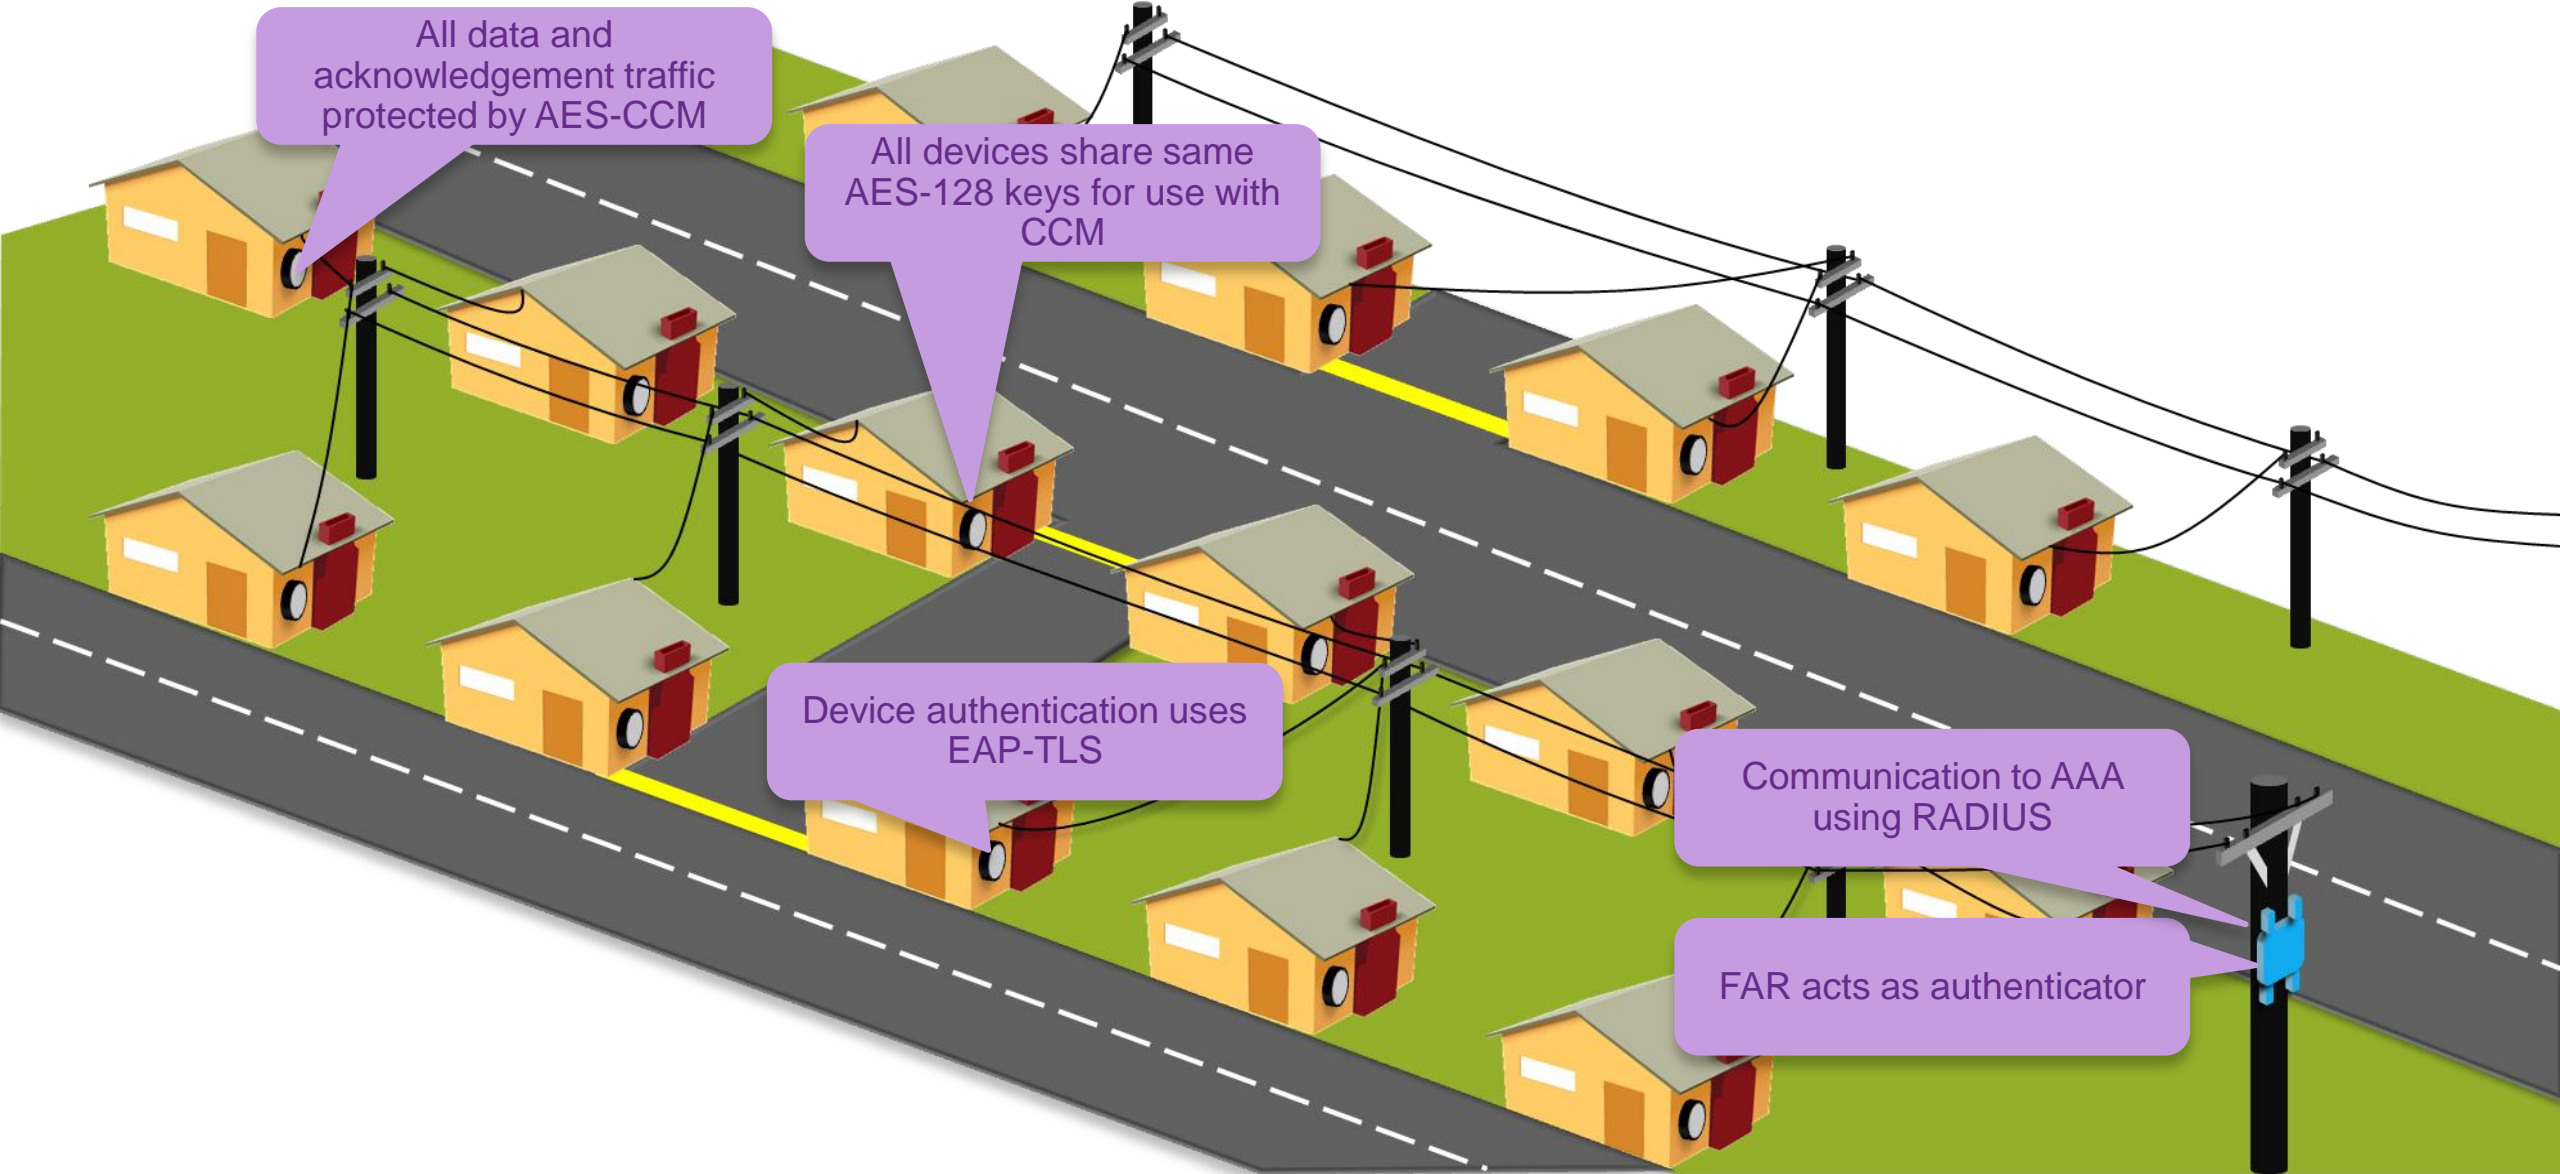 All data and
acknowledgement traffic
protected by AES-CCM
All devices share same
AES-128 keys for use with
CCM
Device authentication uses
EAP-TLS
Communication to AAA
using RADIUS
FAR acts as authenticator